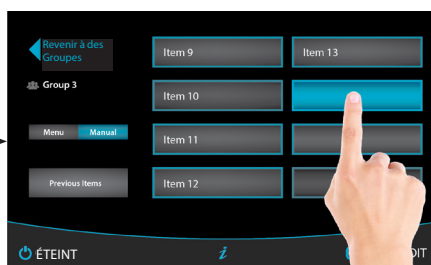 Revenir à des
Groupes
Group 3
Menu Manual
Previous Items
Item 9
Item 10
Item 11
Item 12
Item 13
ÉTEINT
i